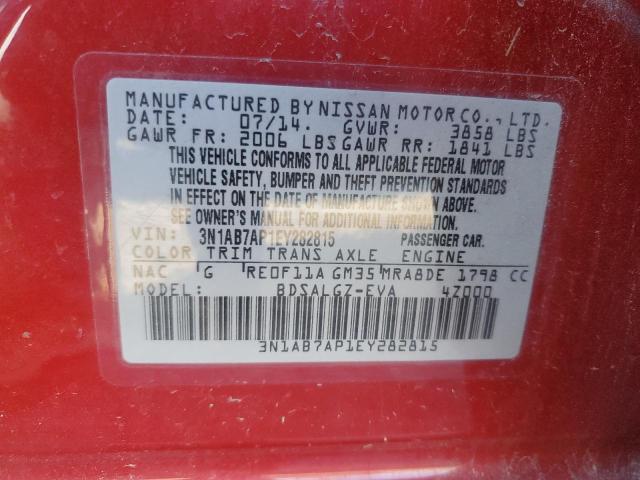 MANUFACTURED BY NISSAN MOTOR CO., LTD.
DATE: 07/14. GVWR: 3858 LBS
GAWR FR: 2006 LBS GAWR RR: 1841 LBS
THIS VEHICLE CONFORMS TO ALL APPLICABLE FEDERAL MOTOR
VEHICLE SAFETY, BUMPER AND THEFT PREVENTION STANDARDS
IN EFFECT ON THE DATE OF MANUFACTURE SHOWN ABOVE.
SEE OWNER'S MANUAL FOR ADDITIONAL INFORMATION.
VIN: 3N1AB7AP1EY282815 PASSENGER CAR.
COLOR TRIM TRANS AXLE ENGINE
NAC G RE0F11A GM35 MRA8DE 1798 CC
MODEL: BDSALGZ-EVA 4Z000
3N1AB7AP1EY282815